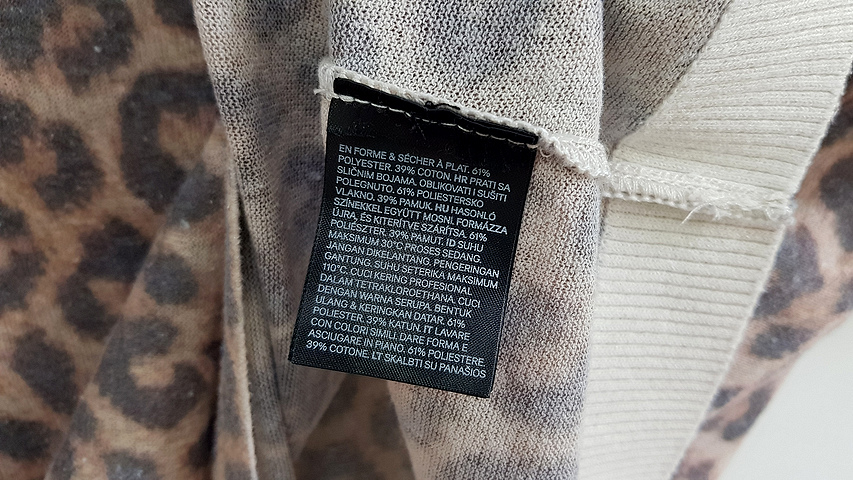 EN FORME & SÉCHER À PLAT. 61%
POLYESTER. 39% COTON. HR PRATI SA
SLIČNIM BOJAMA. OBLIKOVATI I SUŠITI
POLEGNUTO. 61% POLIESTERSKO
VLAKNO. 39% PAMUK. HU HASONLÓ
SZÍNEKKEL EGYÜTT MOSNI. FORMÁZZA
ÚJRA, ÉS KITERÍTVE SZÁRÍTSA. 61%
POLIÉSZTER. 39% PAMUT. ID SUHU
MAKSIMUM 30°C PROSES SEDANG.
JANGAN DIKELANTANG. PENGERINGAN
GANTUNG. SUHU SETERIKA MAKSIMUM
110°C. CUCI KERING PROFESIONAL
DALAM TETRAKLOROETHANA. CUCI
DENGAN WARNA SERUPA. BENTUK
ULANG & KERINGKAN DATAR. 61%
POLIESTER. 39% KATUN. IT LAVARE
CON COLORI SIMILI. DARE FORMA E
ASCIUGARE IN PIANO. 61% POLIESTERE
39% COTONE. LT SKALBTI SU PANAŠIOS